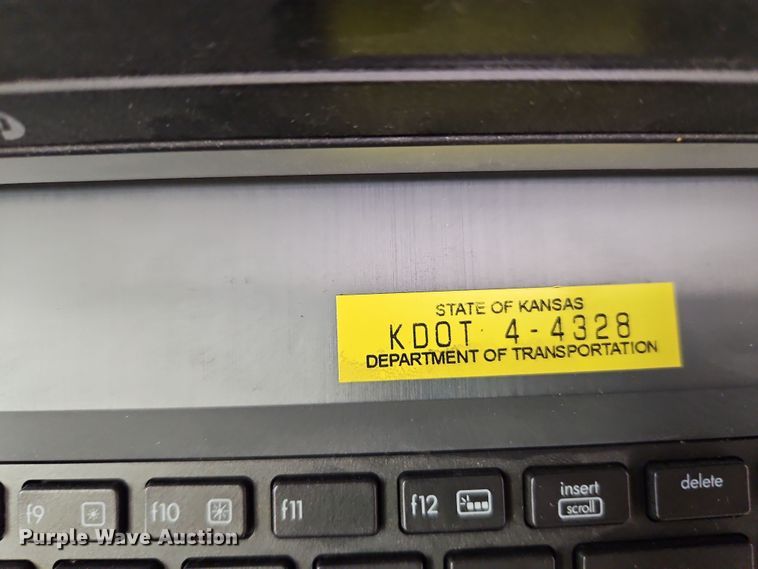 STATE OF KANSAS
KDOT 4-4328
DEPARTMENT OF TRANSPORTATION
f9 f10 f11 f12 insert delete
scroll
Purple Wave Auction